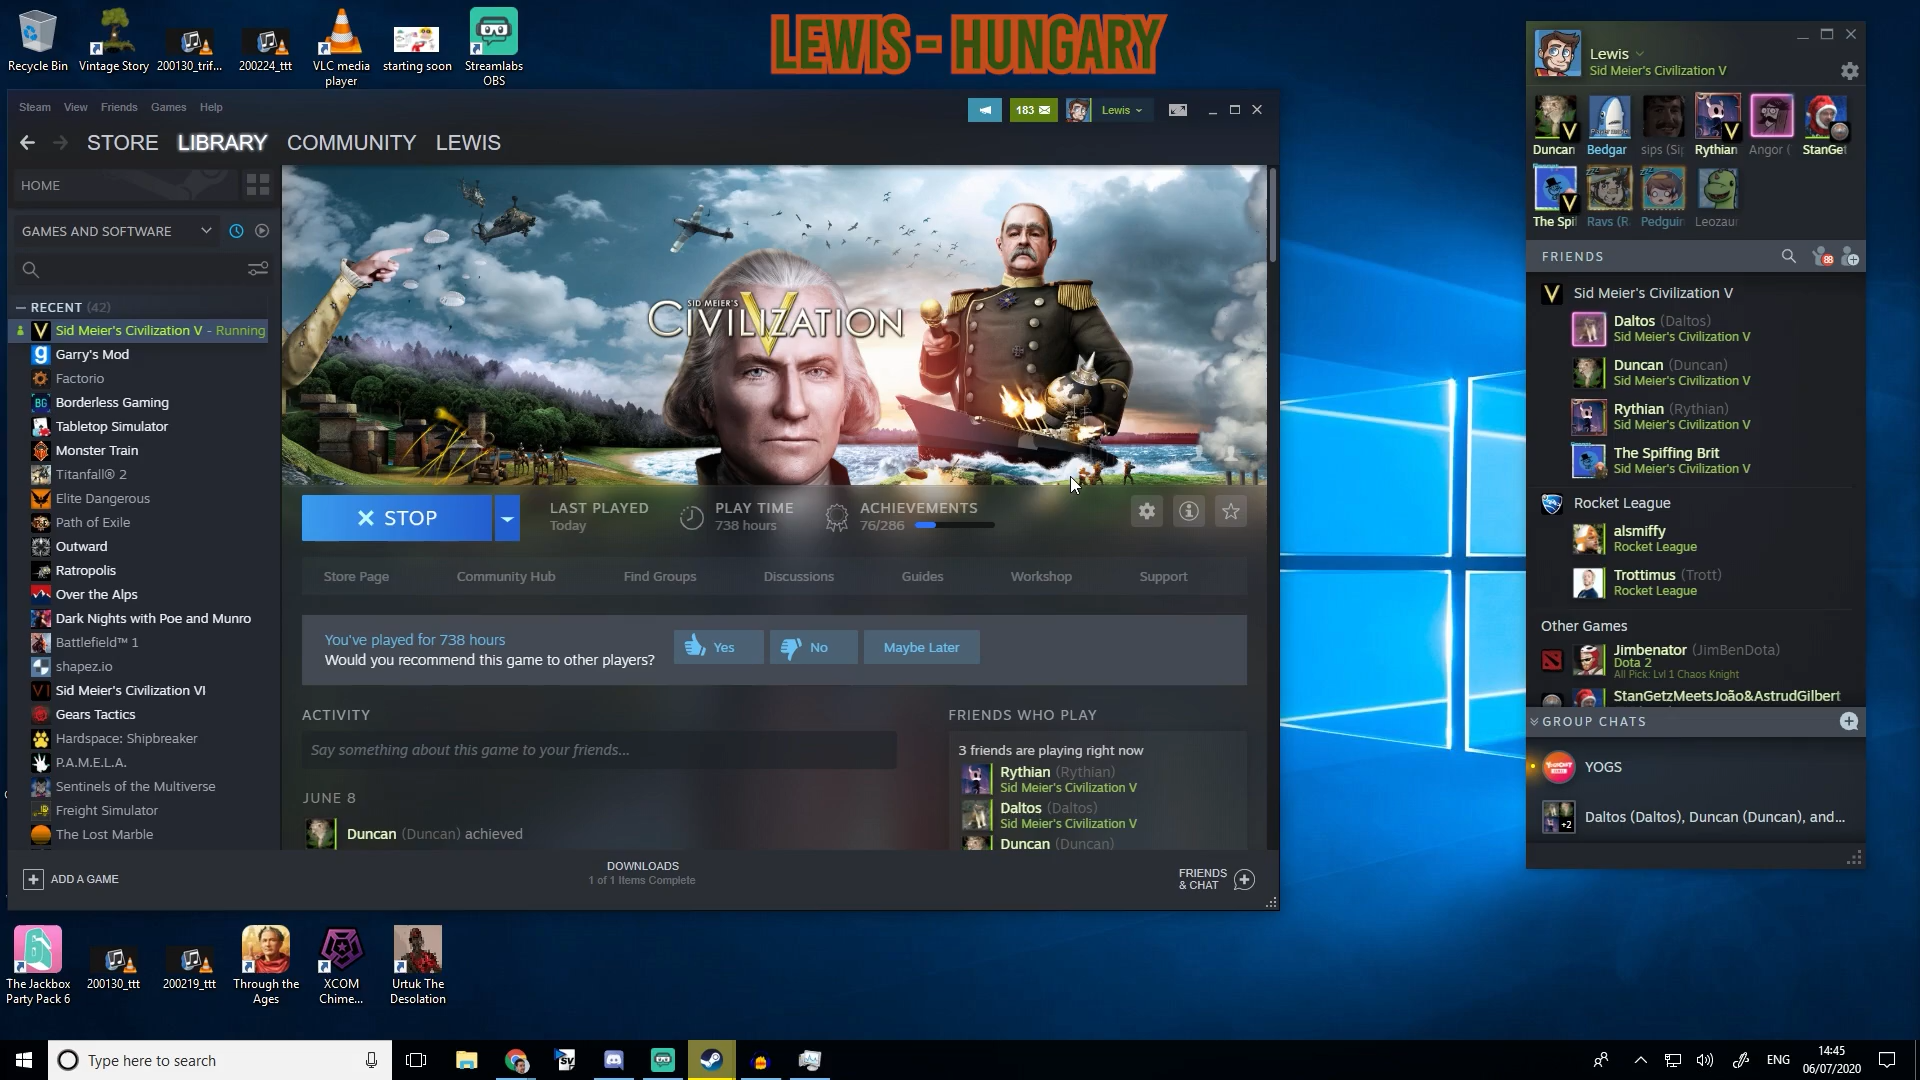 LEWIS - HUNGARY
Recycle Bin
Vintage Story
200130_trif...
200224_ttt
VLC media player
starting soon
Streamlabs OBS
Steam View Friends Games Help
183
Lewis
STORE LIBRARY COMMUNITY LEWIS
HOME
GAMES AND SOFTWARE
RECENT (42)
Sid Meier's Civilization V - Running
Garry's Mod
Factorio
Borderless Gaming
Tabletop Simulator
Monster Train
Titanfall® 2
Elite Dangerous
Path of Exile
Outward
Ratropolis
Over the Alps
Dark Nights with Poe and Munro
Battlefield™ 1
shapez.io
Sid Meier's Civilization VI
Gears Tactics
Hardspace: Shipbreaker
P.A.M.E.L.A.
Sentinels of the Multiverse
Freight Simulator
The Lost Marble
SID MEIER'S
CIVILIZATION
V
STOP
LAST PLAYED
Today
PLAY TIME
738 hours
ACHIEVEMENTS
76/286
Store Page Community Hub Find Groups Discussions Guides Workshop Support
You've played for 738 hours
Would you recommend this game to other players?
Yes No Maybe Later
ACTIVITY
Say something about this game to your friends...
JUNE 8
Duncan (Duncan) achieved
FRIENDS WHO PLAY
3 friends are playing right now
Rythian (Rythian)
Sid Meier's Civilization V
Daltos (Daltos)
Sid Meier's Civilization V
Duncan (Duncan)
ADD A GAME
DOWNLOADS
1 of 1 Items Complete
FRIENDS
& CHAT
Lewis
Sid Meier's Civilization V
Duncan Bedgar sips (Sip Rythian Angor ( StanGet
The Spif Ravs (R Pedguin Leozaur
FRIENDS
88
Sid Meier's Civilization V
Daltos (Daltos)
Sid Meier's Civilization V
Duncan (Duncan)
Sid Meier's Civilization V
Rythian (Rythian)
Sid Meier's Civilization V
The Spiffing Brit
Sid Meier's Civilization V
Rocket League
alsmiffy
Rocket League
Trottimus (Trott)
Rocket League
Other Games
Jimbenator (JimBenDota)
Dota 2
All Pick: Lvl 1 Chaos Knight
StanGetzMeetsJoão&AstrudGilbert
GROUP CHATS
YOGS
+2
Daltos (Daltos), Duncan (Duncan), and...
The Jackbox Party Pack 6
200130_ttt
200219_ttt
Through the Ages
XCOM Chime...
Urtuk The Desolation
Type here to search
ENG
14:45
06/07/2020